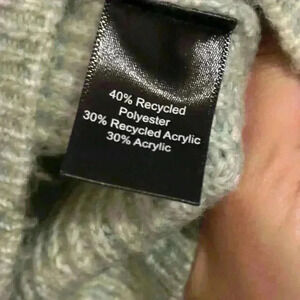 40% Recycled
Polyester
30% Recycled Acrylic
30% Acrylic